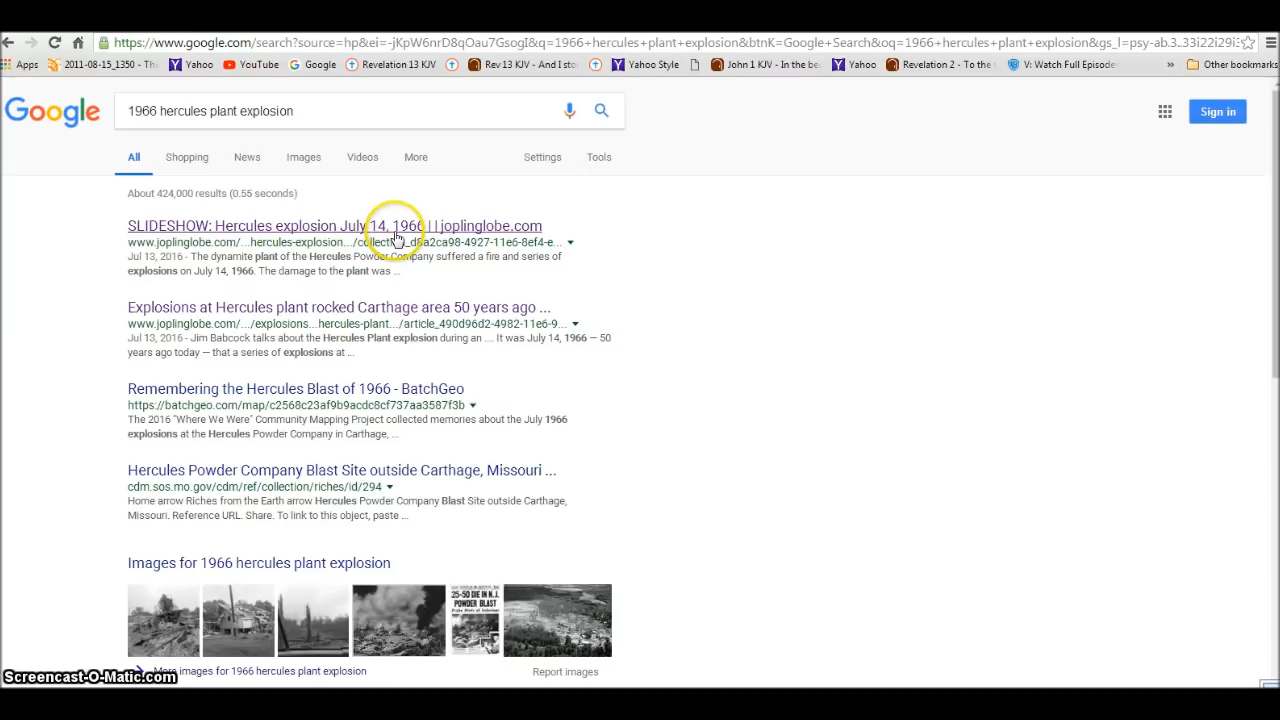 https://www.google.com/search?source=hp&ei=-jKpW6nrD8qOau7GsogI&q=1966+hercules+plant+explosion&btnK=Google+Search&oq=1966+hercules+plant+explosion&gs_l=psy-ab.3..33i22i29i3
Apps 2011-08-15_1350 - Th Yahoo YouTube Google Revelation 13 KJV Rev 13 KJV - And I sto Yahoo Style John 1 KJV - In the be Yahoo Revelation 2 - To the V: Watch Full Episode » Other bookmarks
Google 1966 hercules plant explosion Sign in
All Shopping News Images Videos More Settings Tools
About 424,000 results (0.55 seconds)
SLIDESHOW: Hercules explosion July 14, 1966 | | joplinglobe.com
www.joplinglobe.com/...hercules-explosion.../collection_d8a2ca98-4927-11e6-8ef4-e...
Jul 13, 2016 - The dynamite plant of the Hercules Powder Company suffered a fire and series of
explosions on July 14, 1966. The damage to the plant was ...
Explosions at Hercules plant rocked Carthage area 50 years ago ...
www.joplinglobe.com/.../explosions...hercules-plant.../article_490d96d2-4982-11e6-9...
Jul 13, 2016 - Jim Babcock talks about the Hercules Plant explosion during an .... It was July 14, 1966 — 50
years ago today — that a series of explosions at ...
Remembering the Hercules Blast of 1966 - BatchGeo
https://batchgeo.com/map/c2568c23af9b9acdc8cf737aa3587f3b
The 2016 "Where We Were" Community Mapping Project collected memories about the July 1966
explosions at the Hercules Powder Company in Carthage, ...
Hercules Powder Company Blast Site outside Carthage, Missouri ...
cdm.sos.mo.gov/cdm/ref/collection/riches/id/294
Home arrow Riches from the Earth arrow Hercules Powder Company Blast Site outside Carthage,
Missouri. Reference URL. Share. To link to this object, paste ...
Images for 1966 hercules plant explosion
25-50 DIE IN N.J.
POWDER BLAST
More images for 1966 hercules plant explosion Report images
Screencast-O-Matic.com